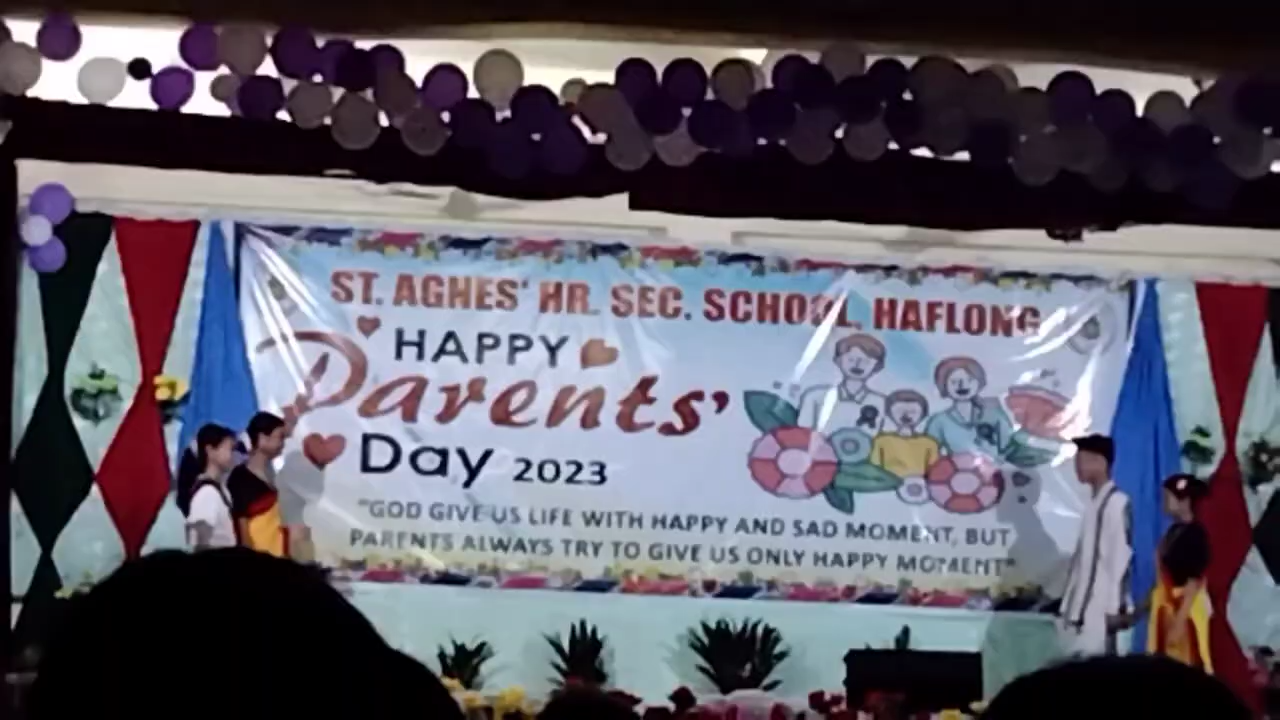 ST. AGNES' HR. SEC. SCHOOL, HAFLONG
HAPPY
Parents'
Day 2023
"GOD GIVE US LIFE WITH HAPPY AND SAD MOMENT, BUT
PARENTS ALWAYS TRY TO GIVE US ONLY HAPPY MOMENT"